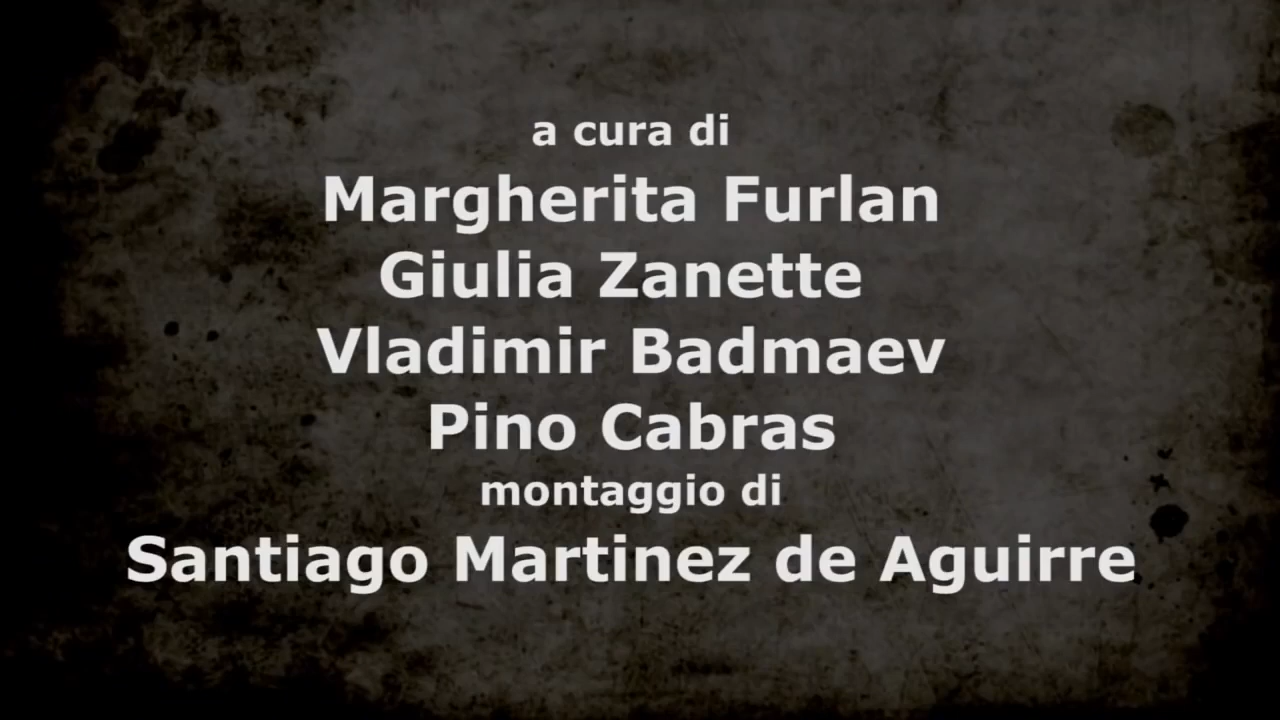 a cura di
Margherita Furlan
Giulia Zanette
Vladimir Badmaev
Pino Cabras
montaggio di
Santiago Martinez de Aguirre